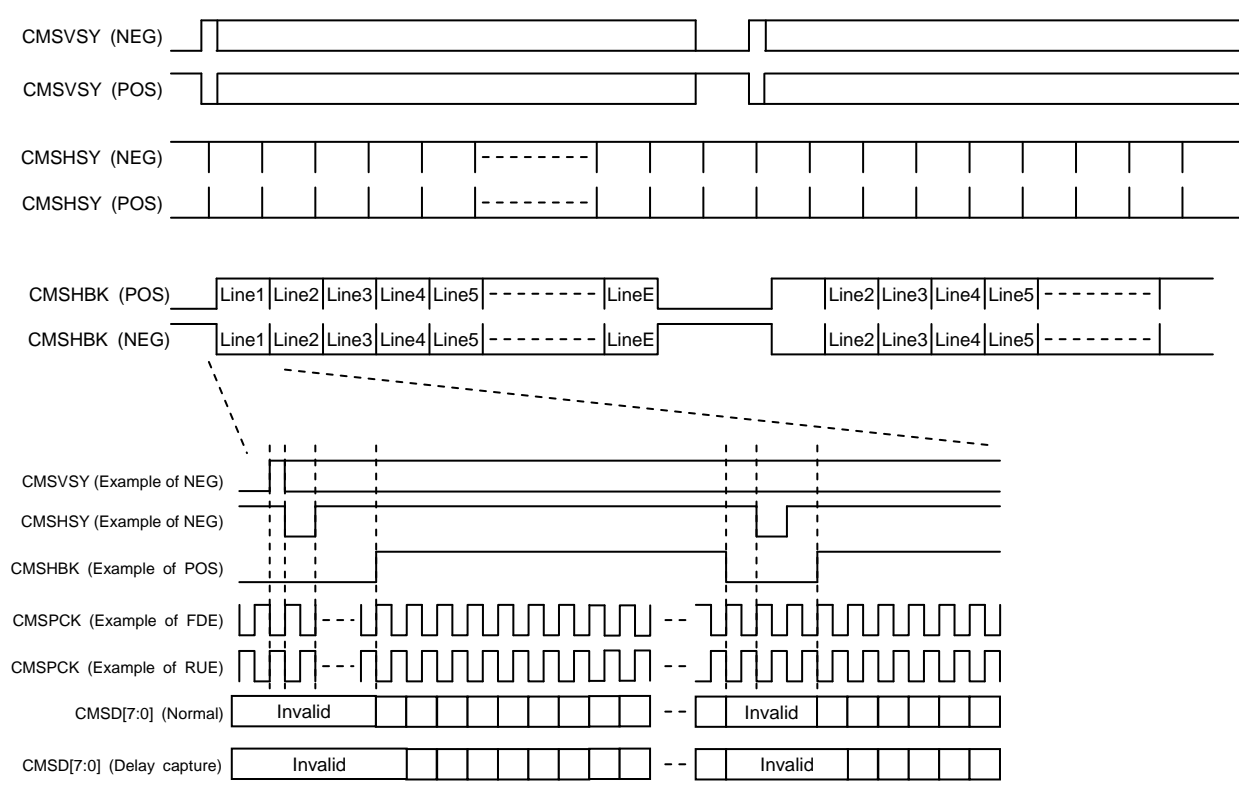 CMSVSY (NEG)
CMSVSY (POS)
CMSHSY (NEG)
CMSHSY (POS)
CMSHBK (POS) Line1 Line2 Line3 Line4 Line5 LineE Line2 Line3 Line4 Line5
CMSHBK (NEG) Line1 Line2 Line3 Line4 Line5 LineE Line2 Line3 Line4 Line5
CMSVSY (Example of NEG)
CMSHSY (Example of NEG)
CMSHBK (Example of POS)
CMSPCK (Example of FDE)
CMSPCK (Example of RUE)
CMSD[7:0] (Normal) Invalid Invalid
CMSD[7:0] (Delay capture) Invalid Invalid